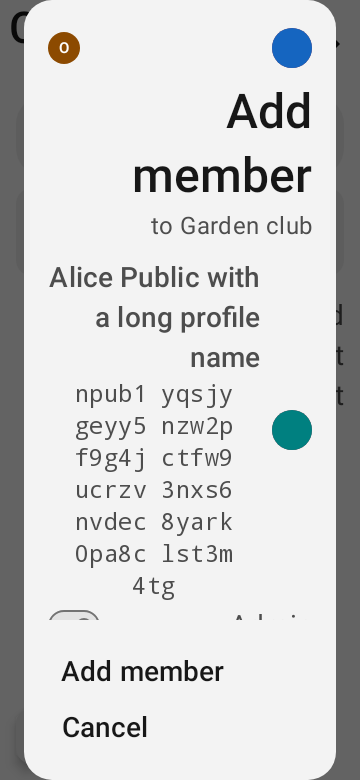 O
Add
member
to Garden club
Alice Public with
a long profile
name
npub1 yqsjy
geyy5 nzw2p
f9g4j ctfw9
ucrzv 3nxs6
nvdec 8yark
0pa8c lst3m
4tg
Add member
Cancel